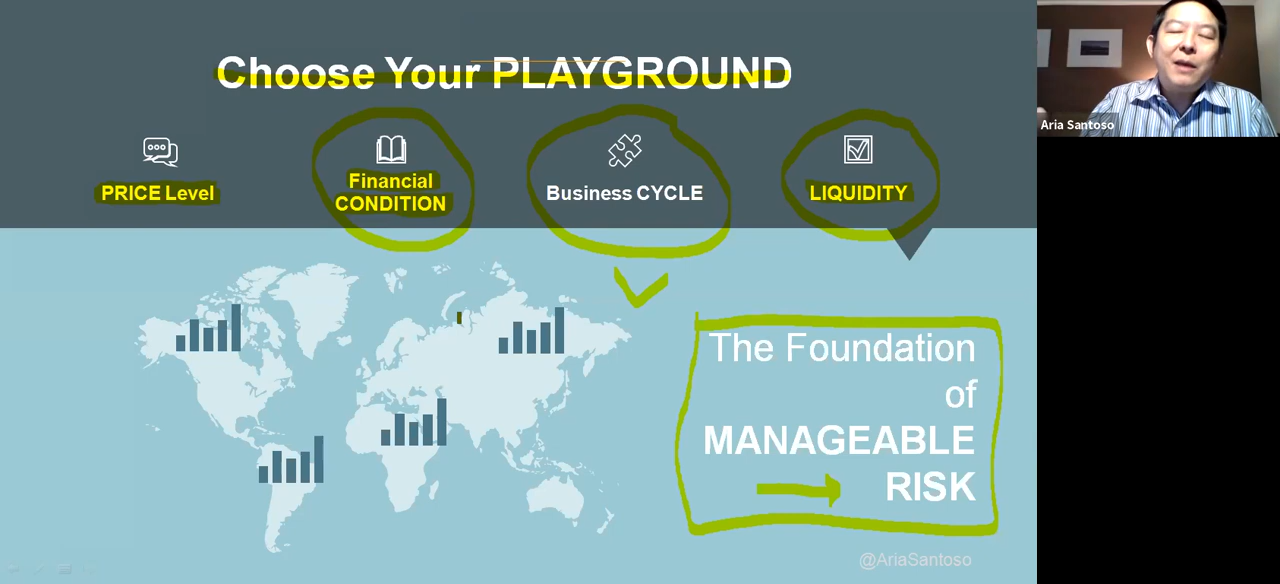 Choose Your PLAYGROUND
PRICE Level
Financial
CONDITION
Business CYCLE
LIQUIDITY
The Foundation
of
MANAGEABLE
RISK
@AriaSantoso
Aria Santoso